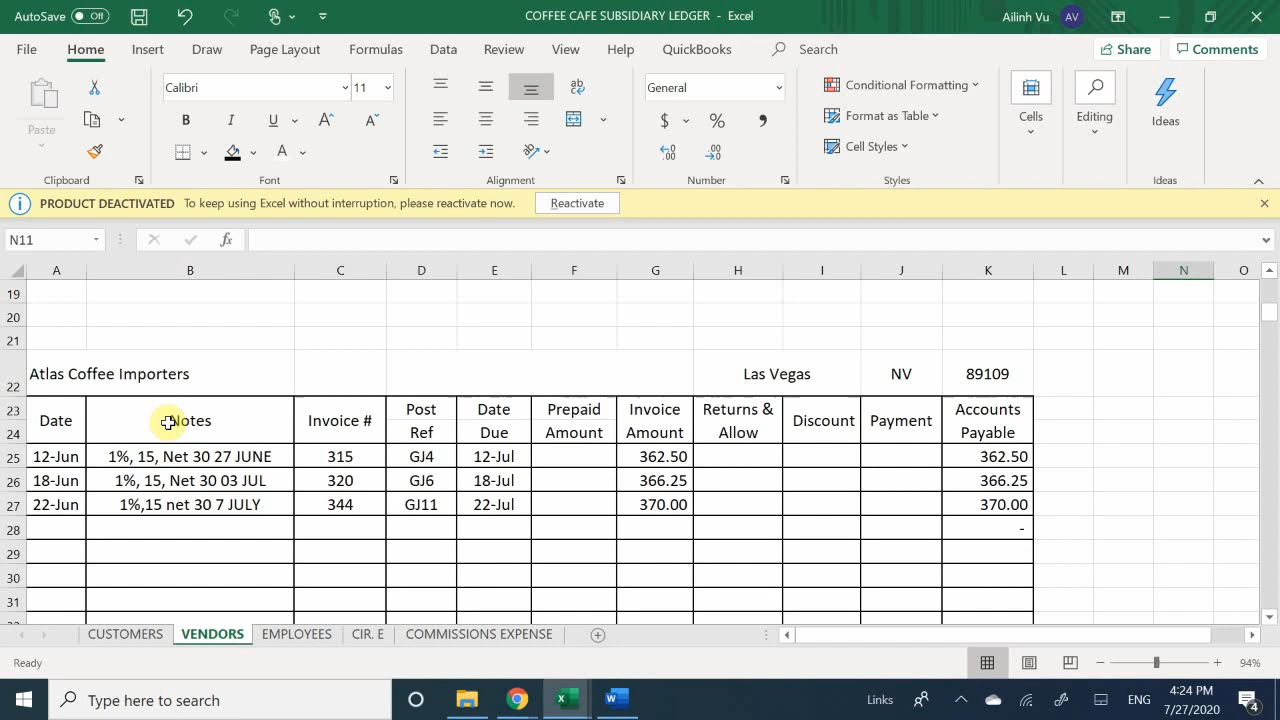 AutoSave Off COFFEE CAFE SUBSIDIARY LEDGER - Excel Ailinh Vu AV
File Home Insert Draw Page Layout Formulas Data Review View Help QuickBooks Search Share Comments
Calibri 11 General Conditional Formatting
Paste B I U A A $ % Format as Table Cells Editing Ideas
A Cell Styles
Clipboard Font Alignment Number Styles Ideas
PRODUCT DEACTIVATED To keep using Excel without interruption, please reactivate now. Reactivate
N11 fx
A B C D E F G H I J K L M N O
19
20
21
22 Atlas Coffee Importers Las Vegas NV 89109
23 Date Notes Invoice # Post Date Prepaid Invoice Returns & Discount Payment Accounts
24 Ref Due Amount Amount Allow Payable
25 12-Jun 1%, 15, Net 30 27 JUNE 315 GJ4 12-Jul 362.50 362.50
26 18-Jun 1%, 15, Net 30 03 JUL 320 GJ6 18-Jul 366.25 366.25
27 22-Jun 1%,15 net 30 7 JULY 344 GJ11 22-Jul 370.00 370.00
28 -
29
30
31
CUSTOMERS VENDORS EMPLOYEES CIR. E COMMISSIONS EXPENSE
Ready 94%
Type here to search Links ENG 4:24 PM
7/27/2020 4